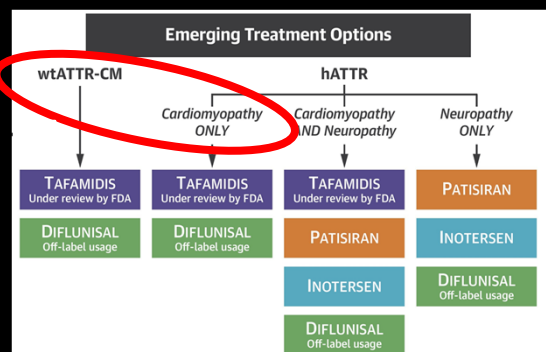 Emerging Treatment Options
wtATTR-CM
hATTR
Cardiomyopathy
ONLY
Cardiomyopathy
AND Neuropathy
Neuropathy
ONLY
TAFAMIDIS
Under review by FDA
DIFLUNISAL
Off-label usage
TAFAMIDIS
Under review by FDA
DIFLUNISAL
Off-label usage
TAFAMIDIS
Under review by FDA
PATISIRAN
INOTERSEN
DIFLUNISAL
Off-label usage
PATISIRAN
INOTERSEN
DIFLUNISAL
Off-label usage